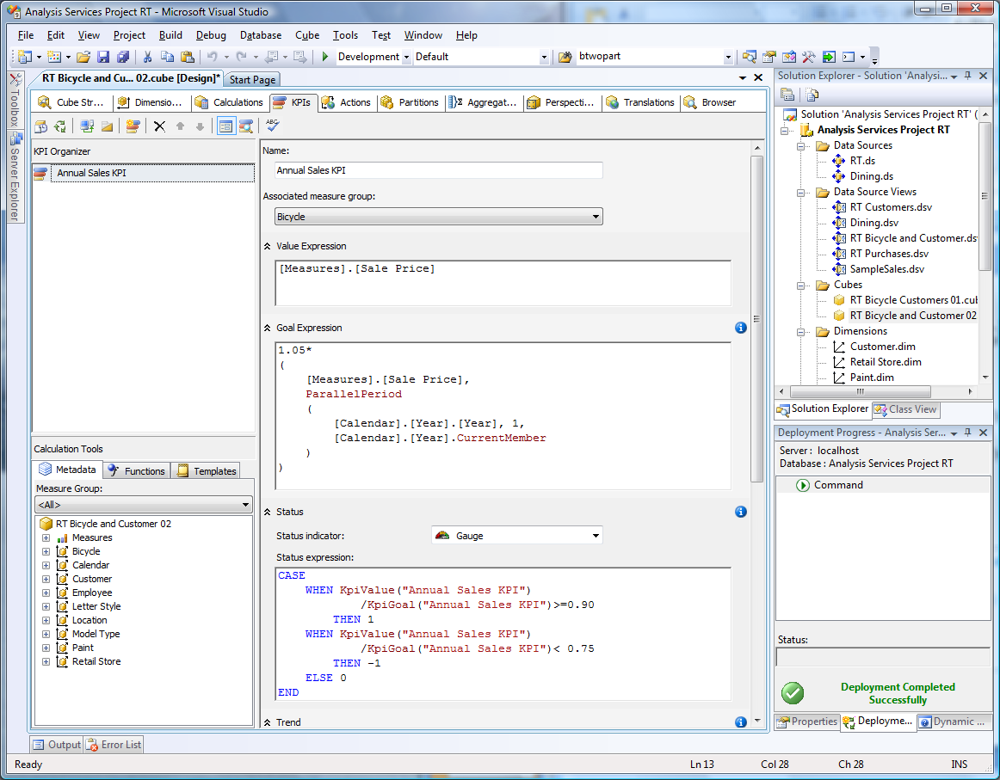 Analysis Services Project RT - Microsoft Visual Studio
File Edit View Project Build Debug Database Cube Tools Test Window Help
Development Default btwopart
Toolbox
Server Explorer
RT Bicycle and Cu... 02.cube [Design]* Start Page
Cube Str... Dimensio... Calculations KPIs Actions Partitions Aggregat... Perspecti... Translations Browser
KPI Organizer
Annual Sales KPI
Calculation Tools
Metadata Functions Templates
Measure Group:
<All>
RT Bicycle and Customer 02
Measures
Bicycle
Calendar
Customer
Employee
Letter Style
Location
Model Type
Paint
Retail Store
Name:
Annual Sales KPI
Associated measure group:
Bicycle
Value Expression
[Measures].[Sale Price]
Goal Expression
1.05*
(
[Measures].[Sale Price],
ParallelPeriod
(
[Calendar].[Year].[Year], 1,
[Calendar].[Year].CurrentMember
)
)
Status
Status indicator: Gauge
Status expression:
CASE
WHEN KpiValue("Annual Sales KPI")
/KpiGoal("Annual Sales KPI")>=0.90
THEN 1
WHEN KpiValue("Annual Sales KPI")
/KpiGoal("Annual Sales KPI")< 0.75
THEN -1
ELSE 0
END
Trend
Solution Explorer - Solution 'Analysi...
Solution 'Analysis Services Project RT' (
Analysis Services Project RT
Data Sources
RT.ds
Dining.ds
Data Source Views
RT Customers.dsv
Dining.dsv
RT Bicycle and Customer.ds
RT Purchases.dsv
SampleSales.dsv
Cubes
RT Bicycle Customers 01.cu
RT Bicycle and Customer 02
Dimensions
Customer.dim
Retail Store.dim
Paint.dim
Solution Explorer Class View
Deployment Progress - Analysis Ser...
Server : localhost
Database : Analysis Services Project RT
Command
Status:
Deployment Completed
Successfully
Properties Deployme... Dynamic ...
Output Error List
Ready Ln 13 Col 28 Ch 28 INS